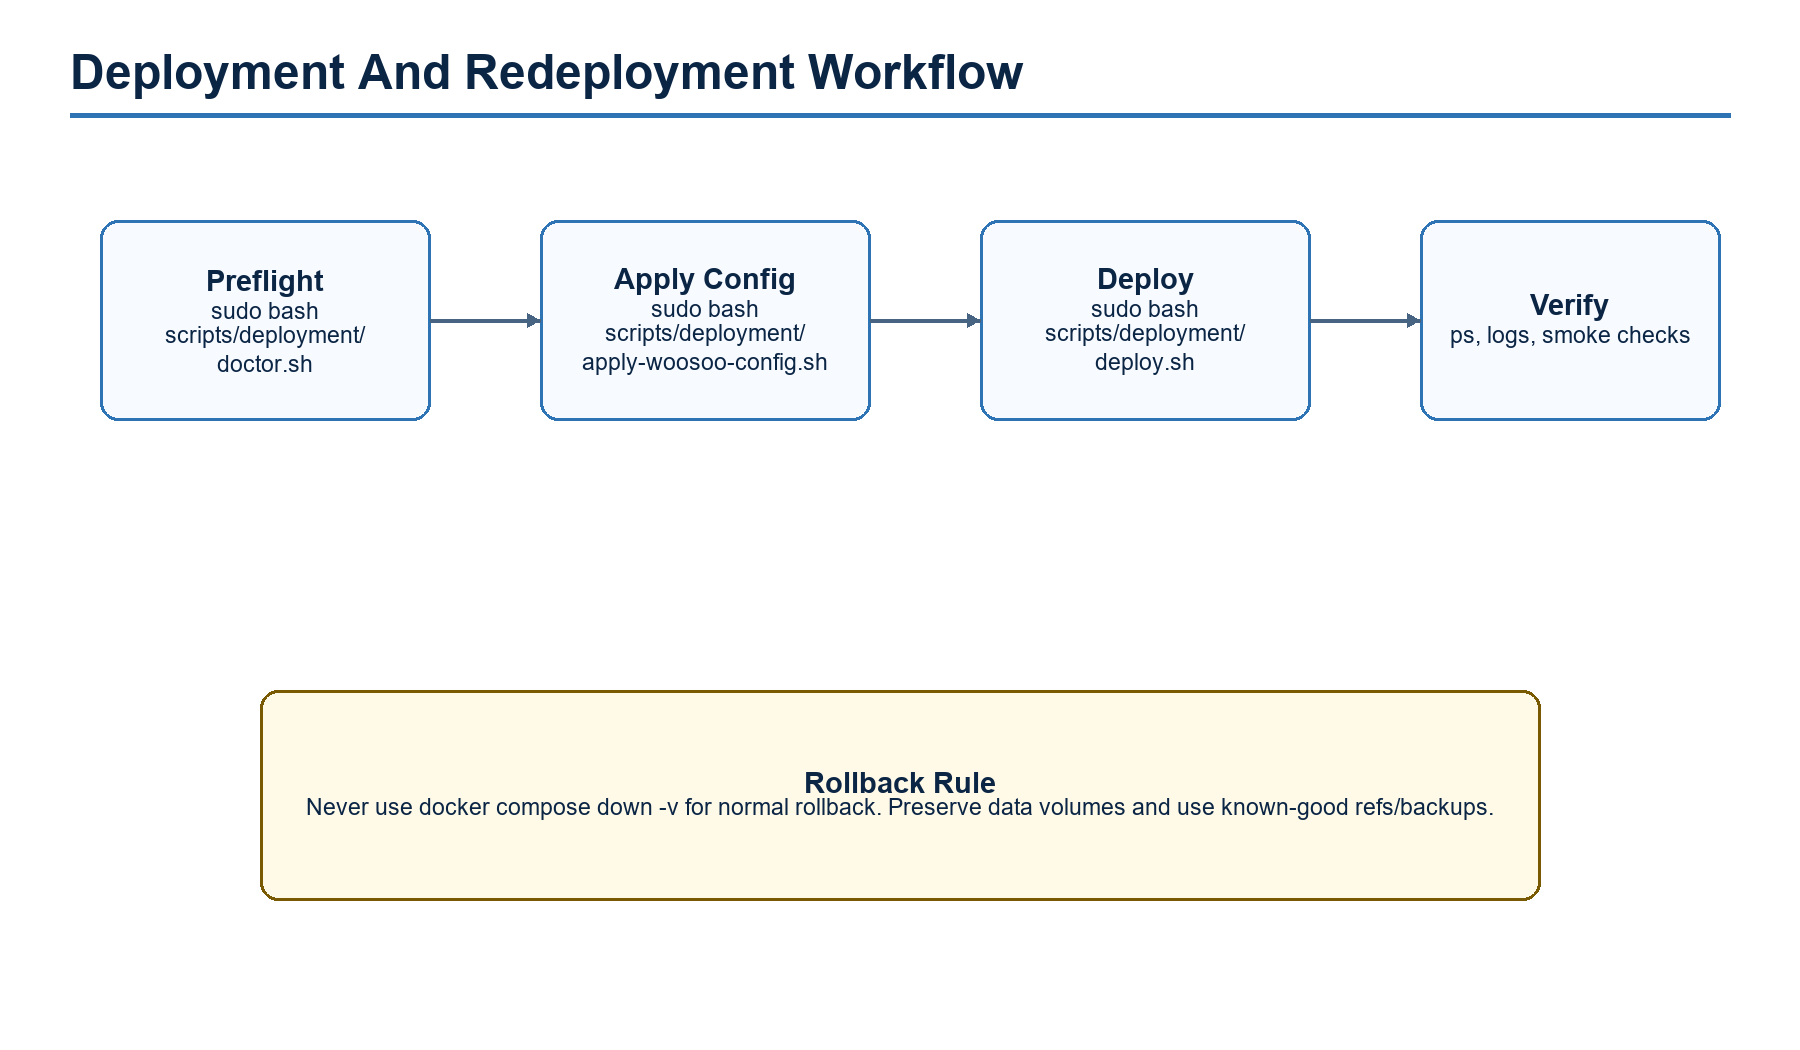 Deployment And Redeployment Workflow
Preflight
sudo bash
scripts/deployment/
doctor.sh
Apply Config
sudo bash
scripts/deployment/
apply-woosoo-config.sh
Deploy
sudo bash
scripts/deployment/
deploy.sh
Verify
ps, logs, smoke checks
Rollback Rule
Never use docker compose down -v for normal rollback. Preserve data volumes and use known-good refs/backups.